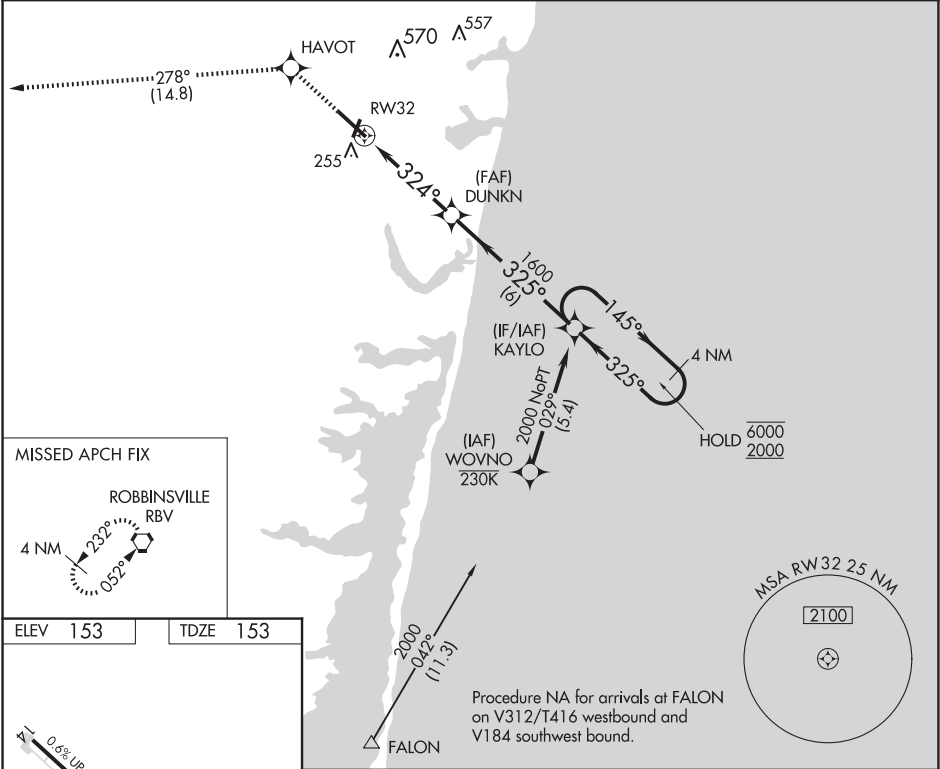 HAVOT
570
557
278°
(14.8)
RW32
255
324°
(FAF)
DUNKN
1600
325°
(6)
(IF/IAF)
KAYLO
145°
4 NM
325°
HOLD 6000
2000
2000 NoPT
029°
(5.4)
(IAF)
WOVNO
230K
MISSED APCH FIX
ROBBINSVILLE
RBV
4 NM
232°
052°
MSA RW32 25 NM
2100
ELEV 153
TDZE 153
2000
042°
(11.3)
FALON
Procedure NA for arrivals at FALON
on V312/T416 westbound and
V184 southwest bound.
14
0.6% UP